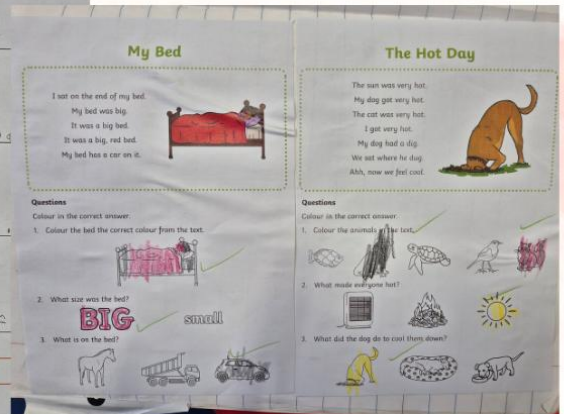 My Bed
I sat on the end of my bed.
My bed was big.
It was a big bed.
It was a big, red bed.
My bed has a car on it.
Questions
Colour in the correct answer.
1. Colour the bed the correct colour from the text.
2. What size was the bed?
BIG small
3. What is on the bed?
The Hot Day
The sun was very hot.
My dog got very hot.
The cat was very hot.
I got very hot.
My dog had a dig.
We sat where he dug.
Ahh, now we feel cool.
Questions
Colour in the correct answer.
1. Colour the animals the text.
2. What made everyone hot?
3. What did the dog do to cool them down?